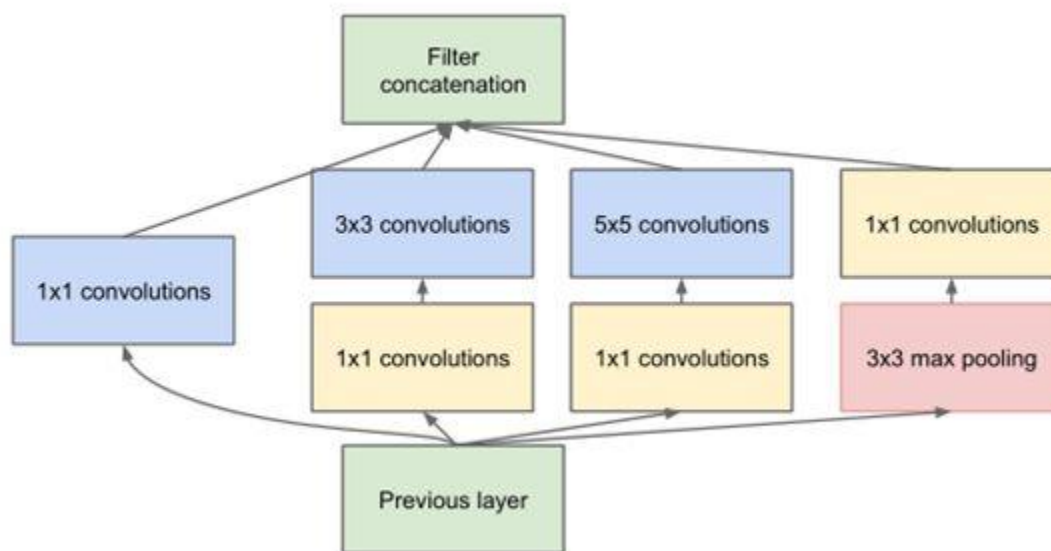 Filter
concatenation
3x3 convolutions
5x5 convolutions
1x1 convolutions
1x1 convolutions
1x1 convolutions
1x1 convolutions
3x3 max pooling
Previous layer